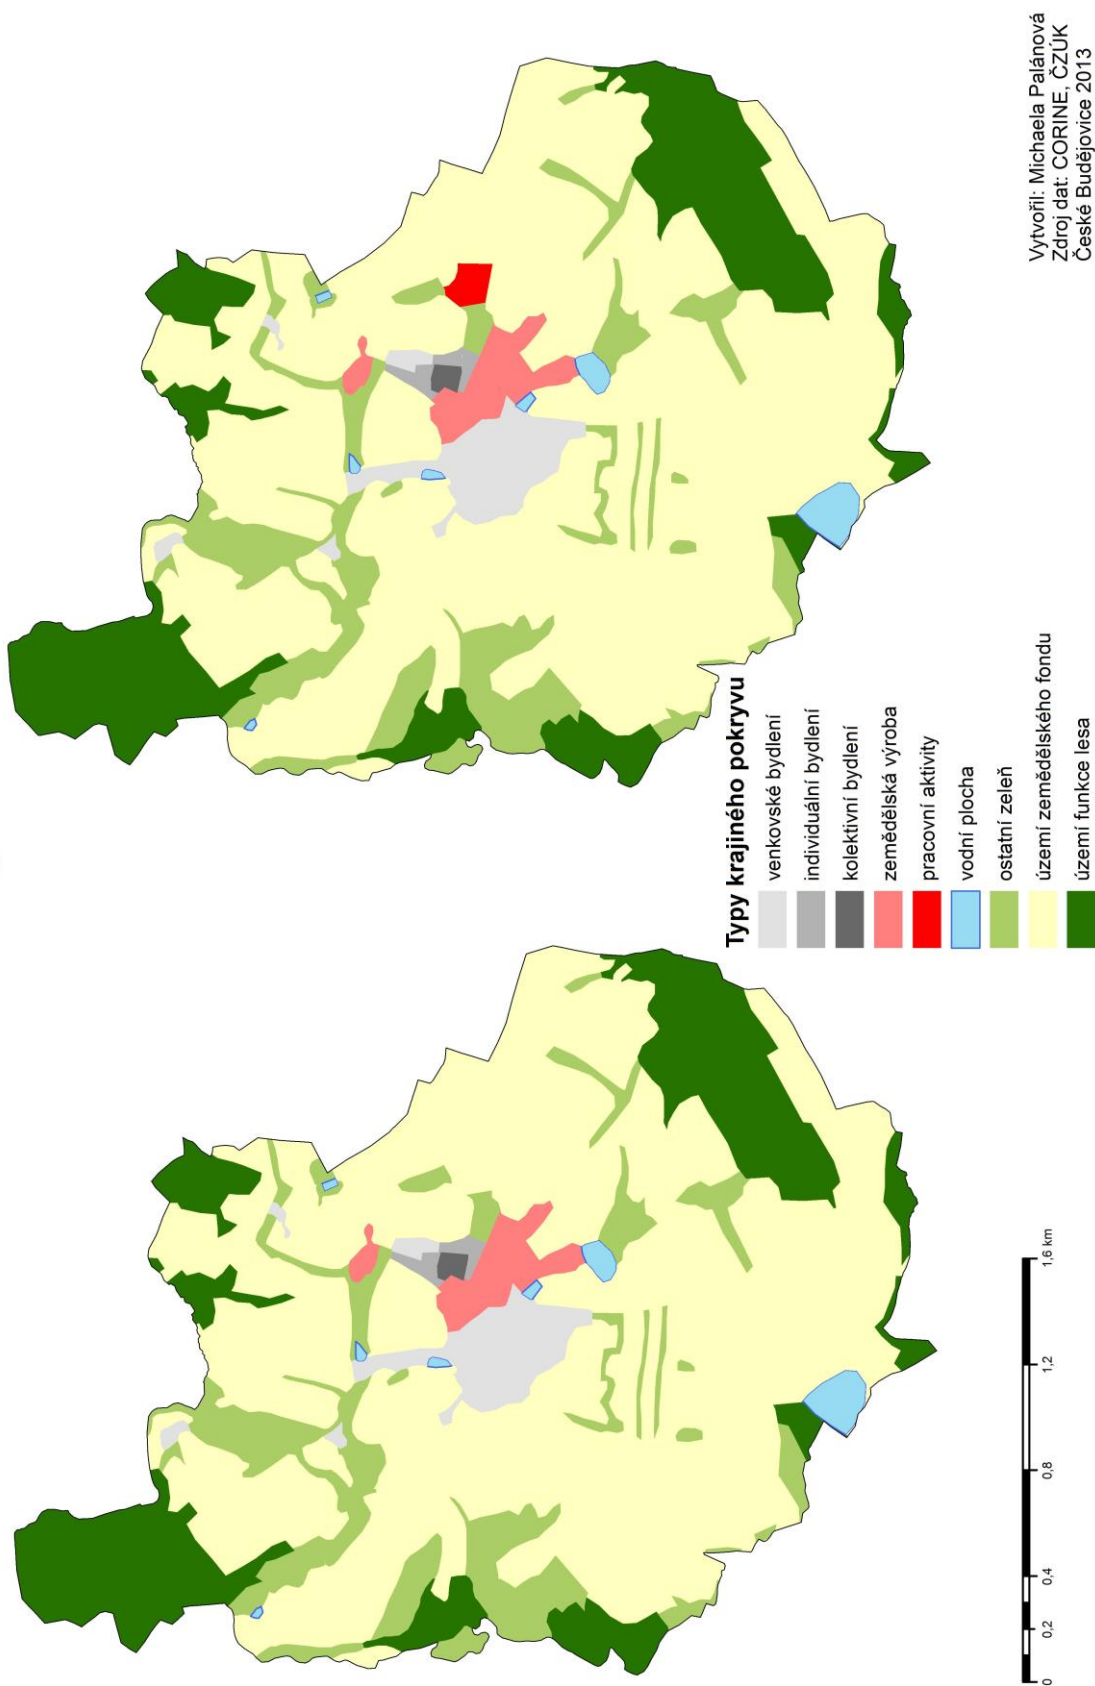 Typy krajiného pokryvu
venkovské bydlení
individuální bydlení
kolektivní bydlení
zemědělská výroba
pracovní aktivity
vodní plocha
ostatní zeleň
území zemědělského fondu
území funkce lesa
0
0,2
0,4
0,8
1,2
1,6 km
Vytvořil: Michaela Palánová
Zdroj dat: CORINE, ČZÚK
České Budějovice 2013